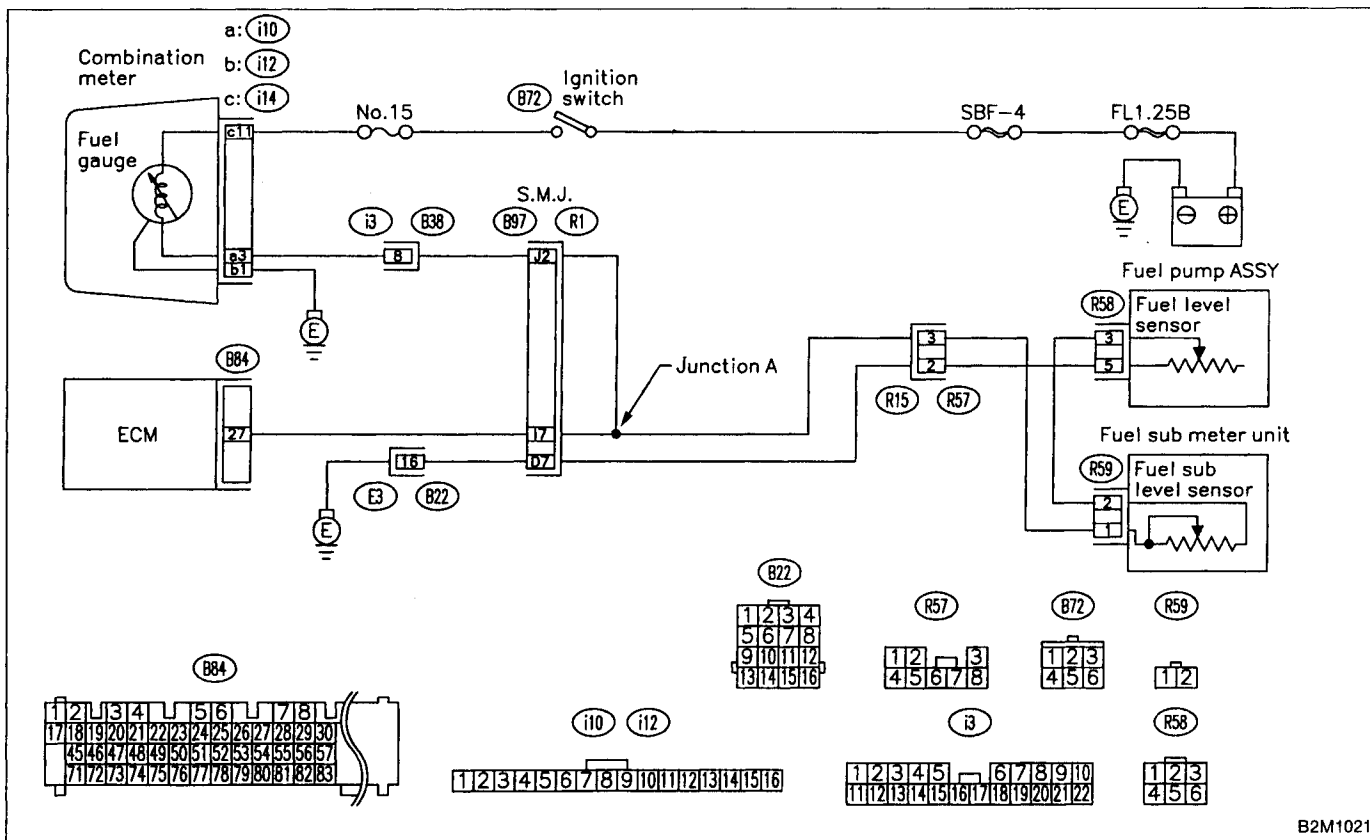 a: i10
Combination
meter
b: i12
c: i14
No.15
B72
Ignition
switch
SBF-4
FL1.25B
c11
Fuel
gauge
S.M.J.
E
⊖ ⊕
i3 B38 B97 R1
a3
8
J2
b1
Fuel pump ASSY
R58
Fuel level
sensor
E
3
3
B84
Junction A
2
5
R15 R57
ECM
27
I7
Fuel sub meter unit
16
D7
R59
Fuel sub
level sensor
E3 B22
2
E
1
B22
1 2 3 4
5 6 7 8
9 10 11 12
13 14 15 16
R57
1 2 3
4 5 6 7 8
B72
1 2 3
4 5 6
R59
1 2
B84
1 2 3 4 5 6 7 8
17 18 19 20 21 22 23 24 25 26 27 28 29 30
45 46 47 48 49 50 51 52 53 54 55 56 57
71 72 73 74 75 76 77 78 79 80 81 82 83
i10 i12
1 2 3 4 5 6 7 8 9 10 11 12 13 14 15 16
i3
1 2 3 4 5 6 7 8 9 10
11 12 13 14 15 16 17 18 19 20 21 22
R58
1 2 3
4 5 6
B2M1021